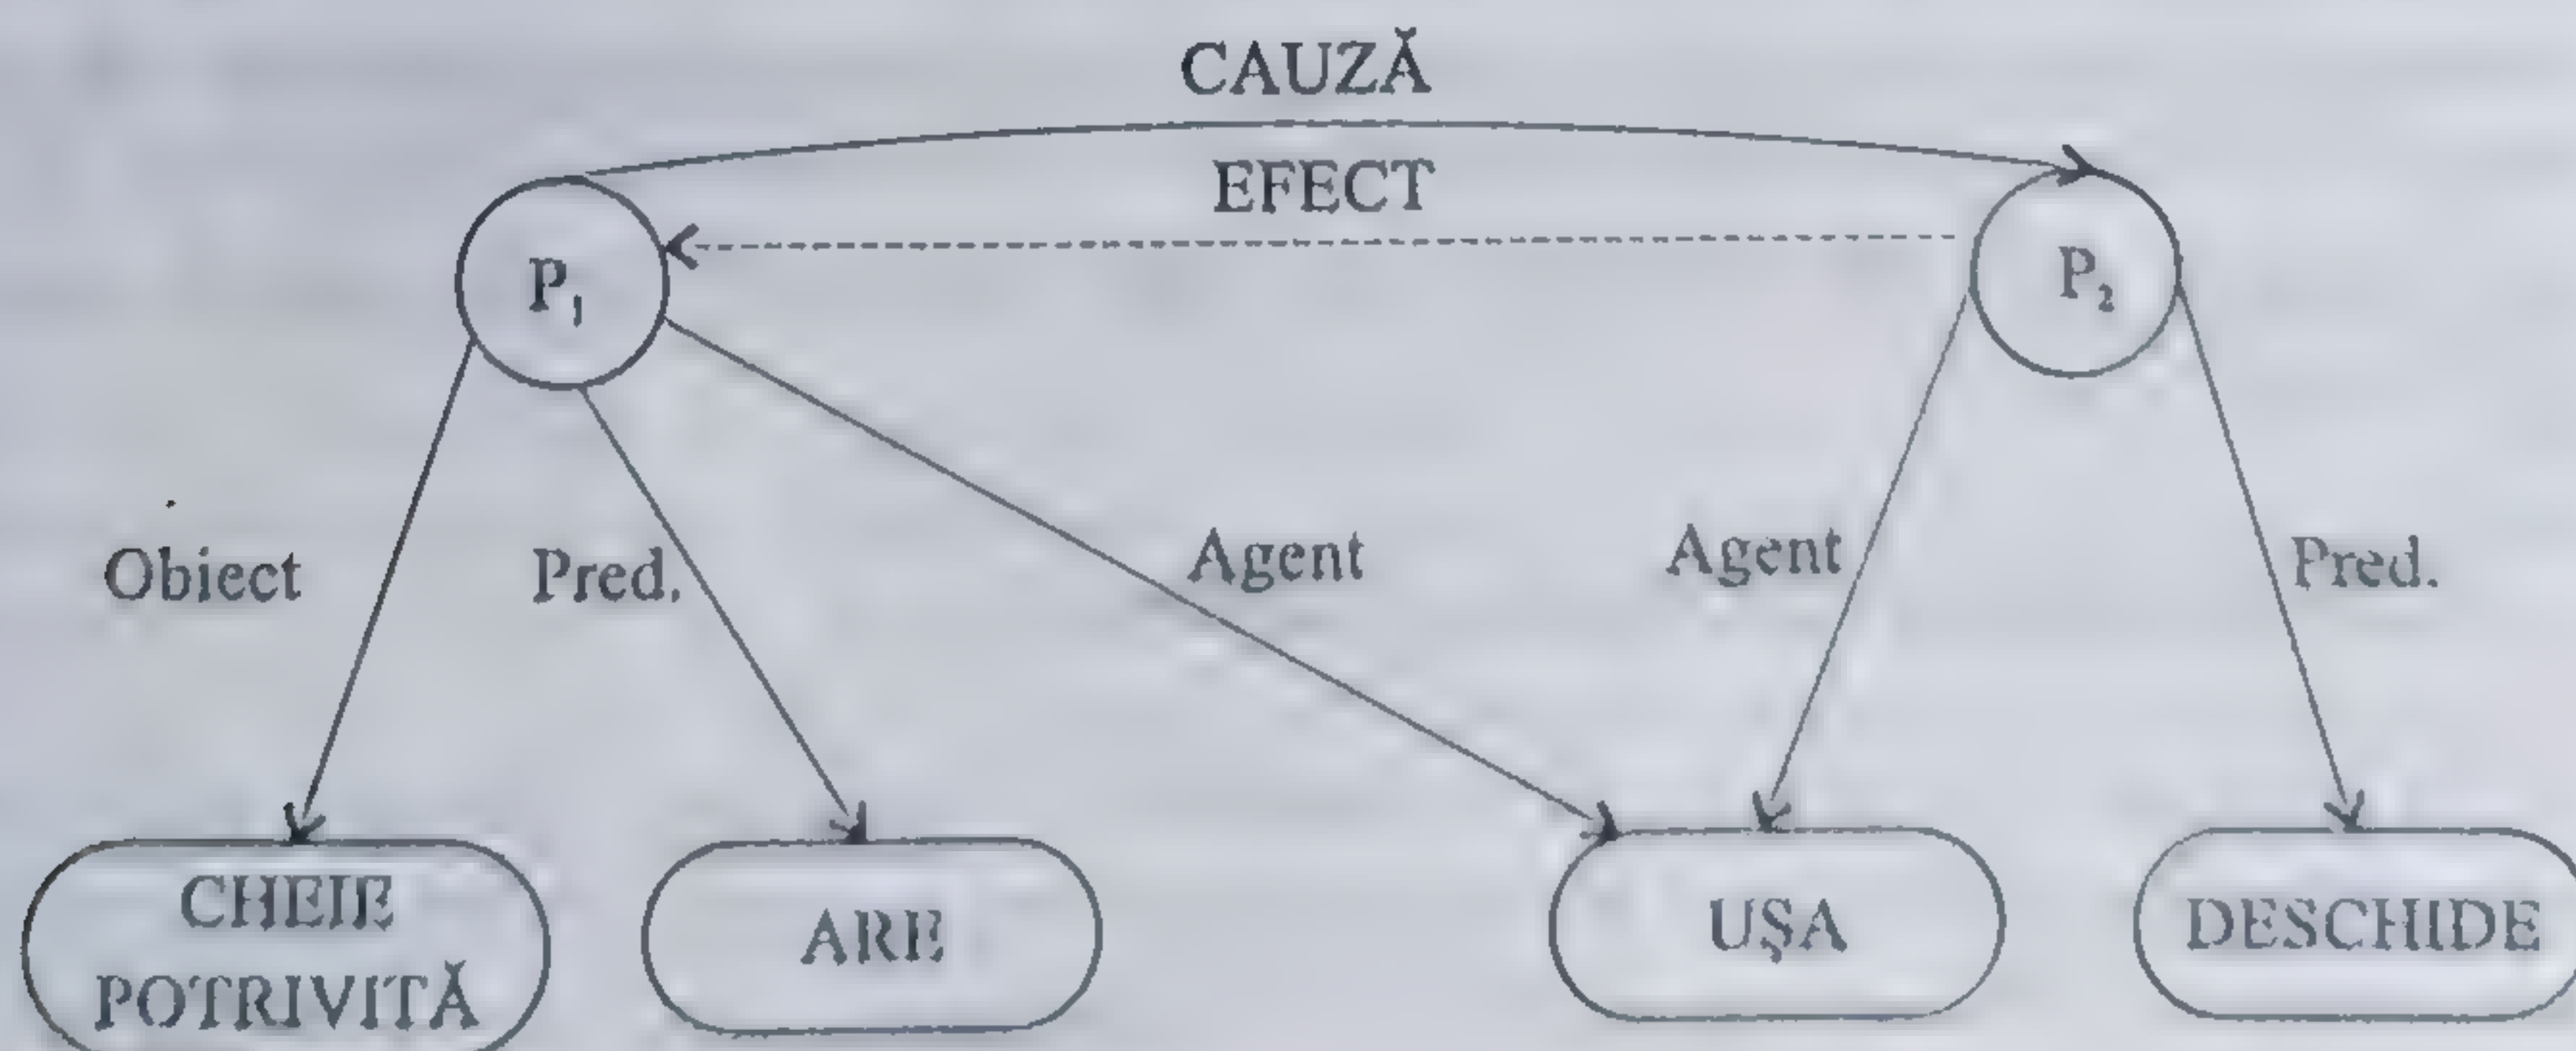 CAUZĂ
EFECT
P₁
P₂
Obiect
Pred.
Agent
Agent
Pred.
CHEIE
POTRIVITĂ
ARE
UȘA
DESCHIDE